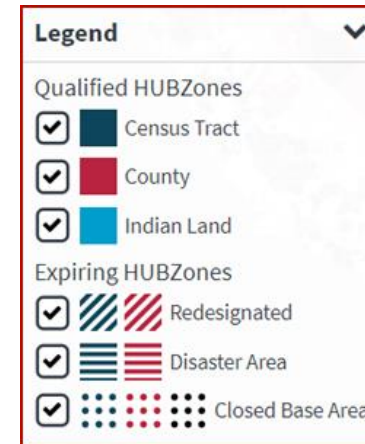 Legend
Qualified HUBZones
Census Tract
County
Indian Land
Expiring HUBZones
Redesignated
Disaster Area
Closed Base Area